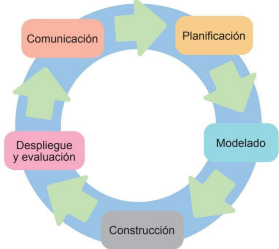 Comunicación
Planificación
Modelado
Construcción
Despliegue
y evaluación